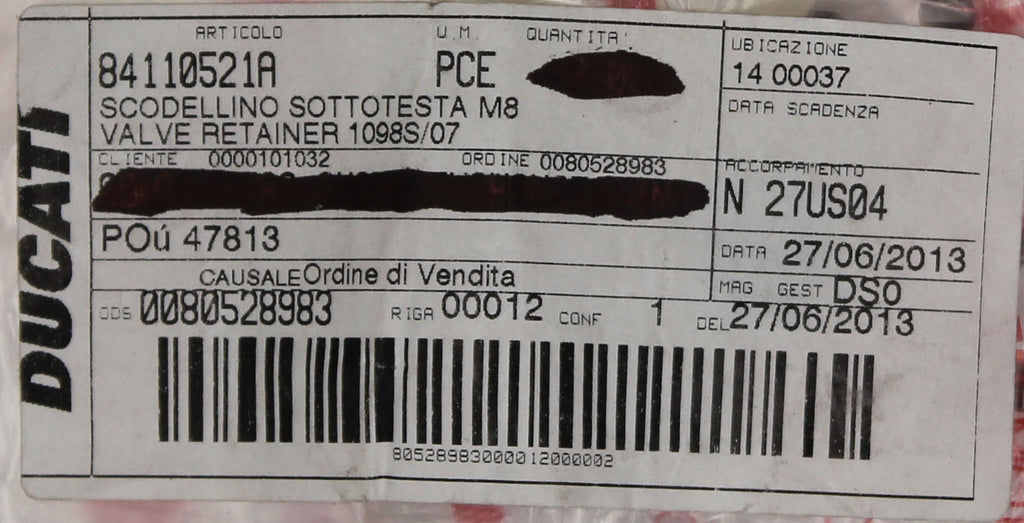 DUCATI
ARTICOLO U.M. QUANTITA'
84110521A PCE
SCODELLINO SOTTOTESTA M8
VALVE RETAINER 1098S/07
CLIENTE 0000101032 ORDINE 0080528983
POú 47813
CAUSALE Ordine di Vendita
UBICAZIONE
14 00037
DATA SCADENZA
ACCORPAMENTO
N 27US04
DATA 27/06/2013
MAG GEST DS0
ODS 0080528983 RIGA 00012 CONF 1 DEL 27/06/2013
80528983000012000002